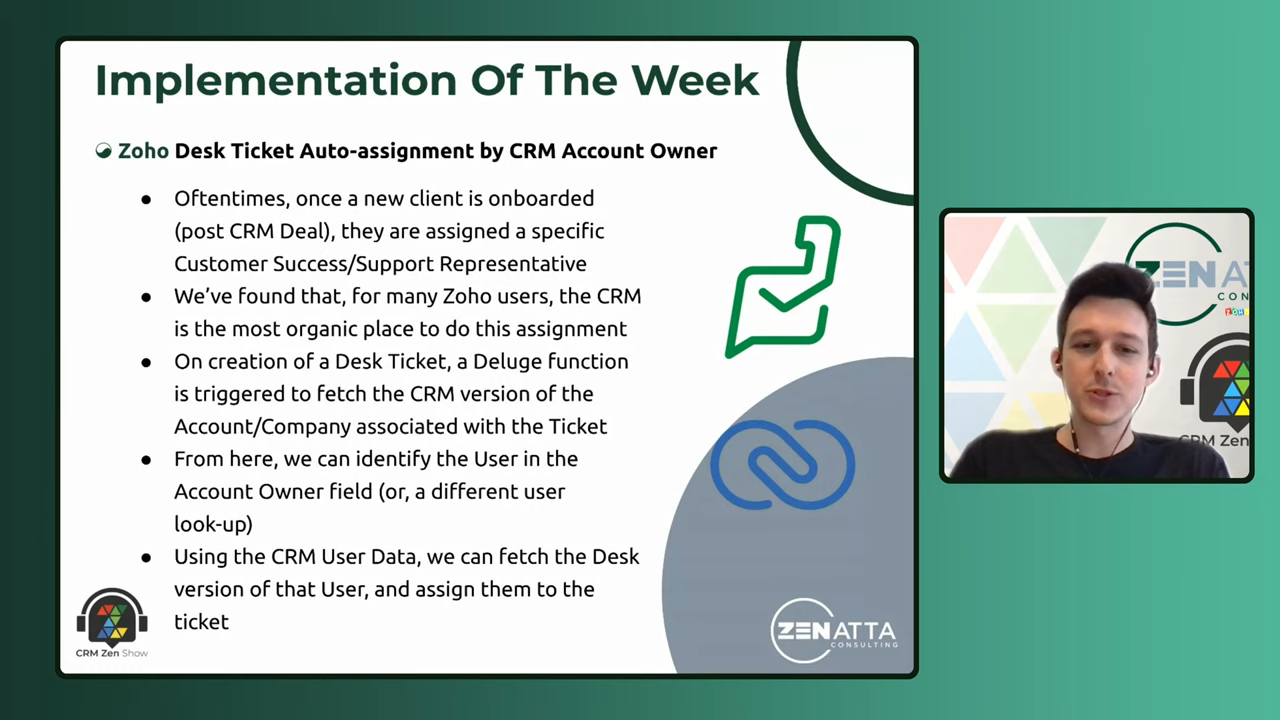 Implementation Of The Week
Zoho Desk Ticket Auto-assignment by CRM Account Owner
● Oftentimes, once a new client is onboarded
(post CRM Deal), they are assigned a specific
Customer Success/Support Representative
● We've found that, for many Zoho users, the CRM
is the most organic place to do this assignment
● On creation of a Desk Ticket, a Deluge function
is triggered to fetch the CRM version of the
Account/Company associated with the Ticket
● From here, we can identify the User in the
Account Owner field (or, a different user
look-up)
● Using the CRM User Data, we can fetch the Desk
version of that User, and assign them to the
ticket
CRM Zen Show
ZENATTA
CONSULTING
ZENAT
CON
CRM Zen